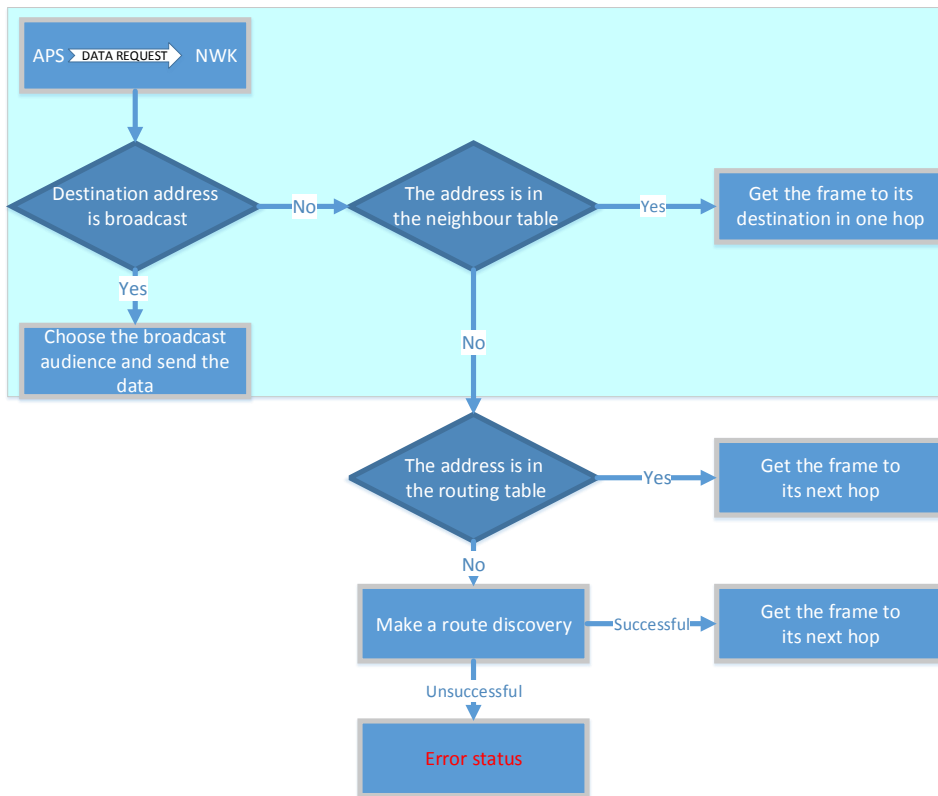 APS DATA REQUEST NWK
Destination address
is broadcast
No
The address is in
the neighbour table
Yes
Get the frame to its
destination in one hop
Yes
Choose the broadcast
audience and send the
data
No
The address is in
the routing table
Yes
Get the frame to
its next hop
No
Make a route discovery
Successful
Get the frame to
its next hop
Unsuccessful
Error status